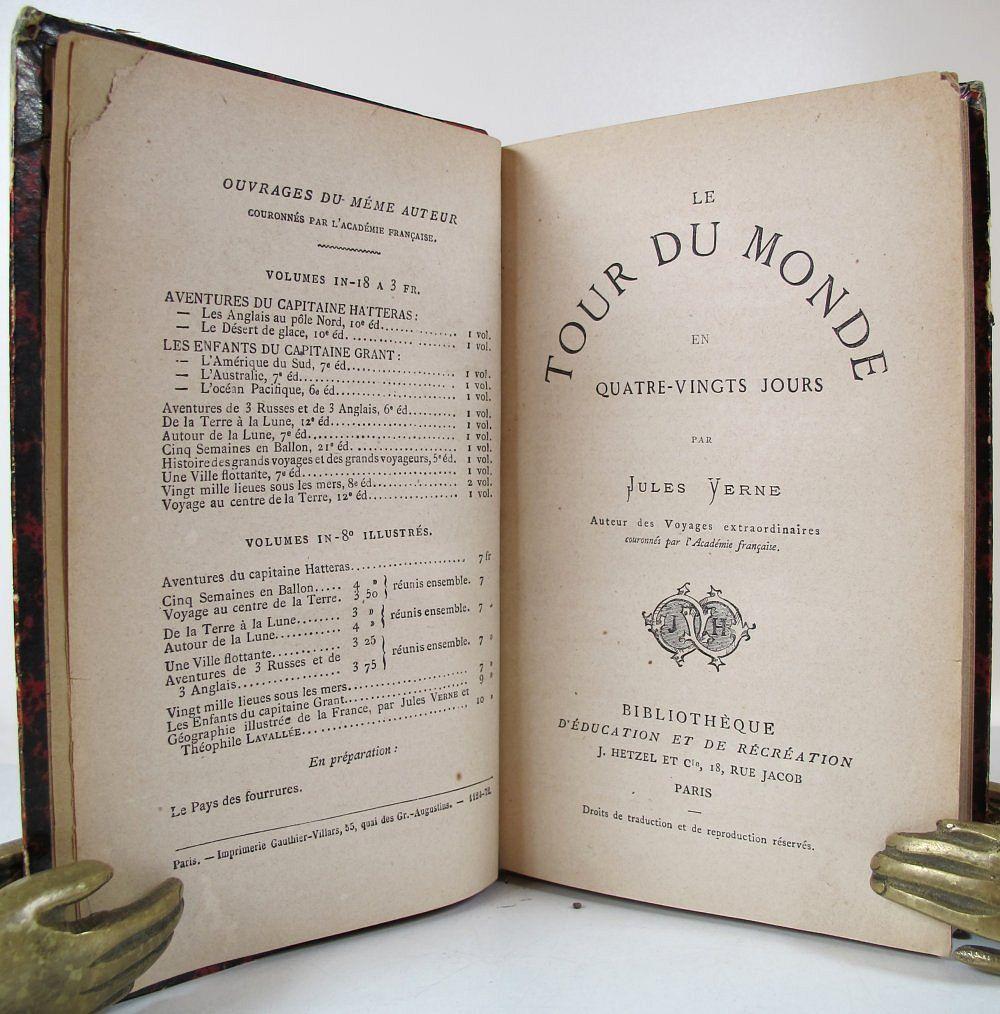 OUVRAGES DU MÉME AUTEUR
COURONNÉS PAR L'ACADÉMIE FRANÇAISE.
VOLUMES IN-18 A 3 FR.
AVENTURES DU CAPITAINE HATTERAS :
— Les Anglais au pôle Nord, 10e éd.............. 1 vol.
— Le Désert de glace, 10e éd.............. 1 vol.
LES ENFANTS DU CAPITAINE GRANT :
— L'Amérique du Sud, 7e éd.............. 1 vol.
— L'Australie, 7e éd.............. 1 vol.
— L'océan Pacifique, 6e éd.............. 1 vol.
Aventures de 3 Russes et de 3 Anglais, 6e éd....... 1 vol.
De la Terre à la Lune, 12e éd.............. 1 vol.
Autour de la Lune, 7e éd.............. 1 vol.
Cinq Semaines en Ballon, 21e éd.............. 1 vol.
Histoire des grands voyages et des grands voyageurs, 5e éd. 1 vol.
Une Ville flottante, 7e éd.............. 1 vol.
Vingt mille lieues sous les mers, 8e éd.............. 2 vol.
Voyage au centre de la Terre, 12e éd.............. 1 vol.
VOLUMES IN-8º ILLUSTRÉS.
Aventures du capitaine Hatteras.............. 7 fr
Cinq Semaines en Ballon..... 4 » } réunis ensemble. 7
Voyage au centre de la Terre. 3 50
De la Terre à la Lune........ 3 » } réunis ensemble. 7 »
Autour de la Lune........... 4 »
Une Ville flottante........... 3 25 } réunis ensemble. 7 »
Aventures de 3 Russes et de
3 Anglais.............. 3 75
Vingt mille lieues sous les mers.............. 7 »
Les Enfants du capitaine Grant.............. 9 »
Géographie illustrée de la France, par Jules VERNE et
Théophile LAVALLÉE.............. 10 »
En préparation :
Le Pays des fourrures.
Paris. — Imprimerie Gauthier-Villars, 55, quai des Gr.-Augustins. —
LE
TOUR DU MONDE
EN
QUATRE-VINGTS JOURS
PAR
JULES VERNE
Auteur des Voyages extraordinaires
couronnés par l'Académie française.
J H
BIBLIOTHÈQUE
D'ÉDUCATION ET DE RÉCRÉATION
J. HETZEL ET Cie, 18, RUE JACOB
PARIS
Droits de traduction et de reproduction réservés.